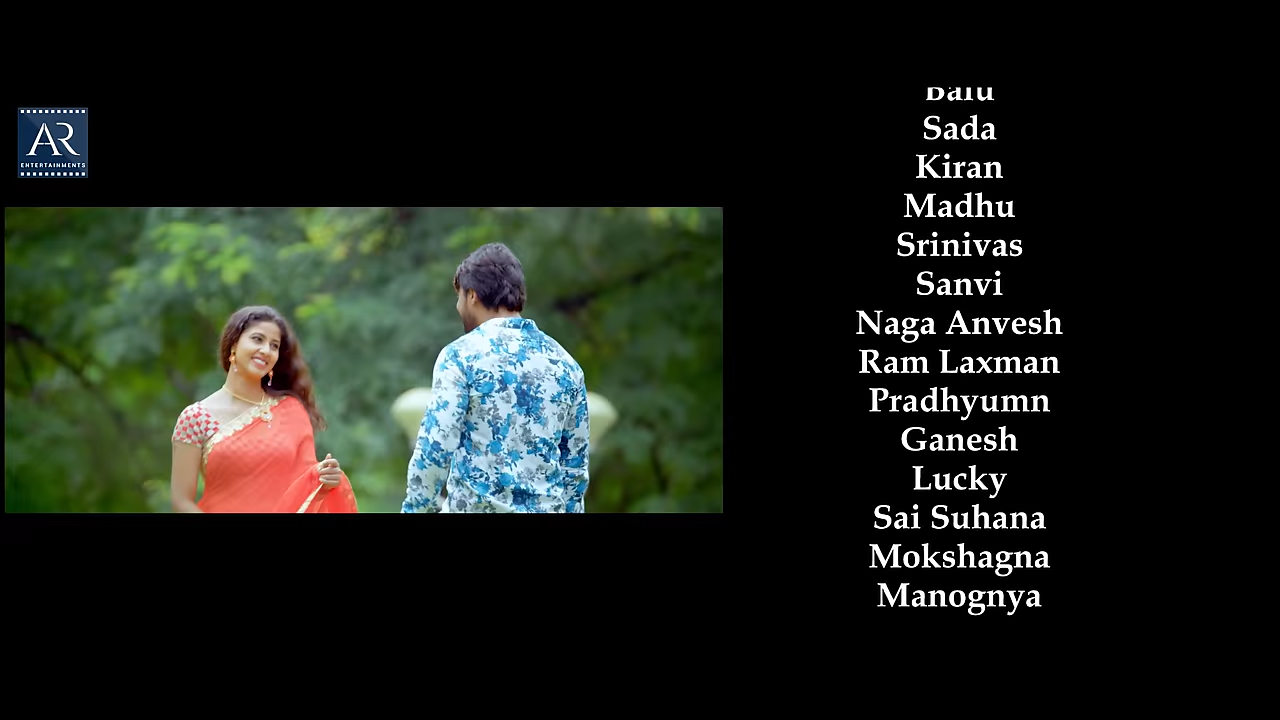 AR
ENTERTAINMENTS
Sada
Kiran
Madhu
Srinivas
Sanvi
Naga Anvesh
Ram Laxman
Pradhyumn
Ganesh
Lucky
Sai Suhana
Mokshagna
Manognya